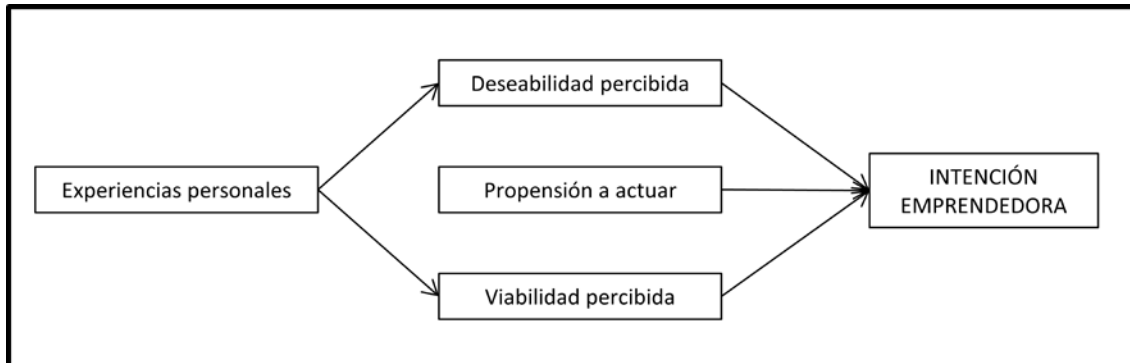 Deseabilidad percibida
Experiencias personales
Propensión a actuar
INTENCIÓN
EMPRENDEDORA
Viabilidad percibida